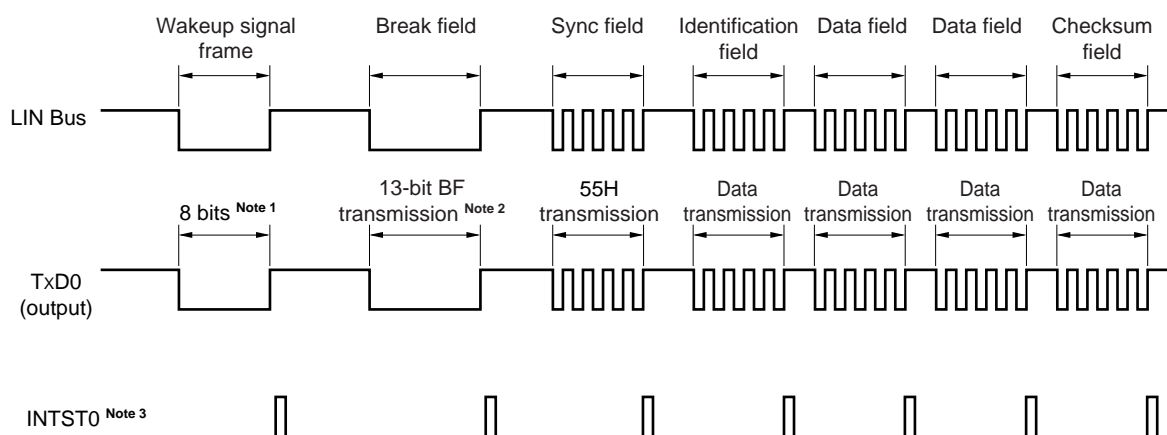 Wakeup signal
frame
Break field
Sync field
Identification
field
Data field
Data field
Checksum
field
LIN Bus
8 bits Note 1
13-bit BF
transmission Note 2
55H
transmission
Data
transmission
Data
transmission
Data
transmission
Data
transmission
TxD0
(output)
INTST0 Note 3